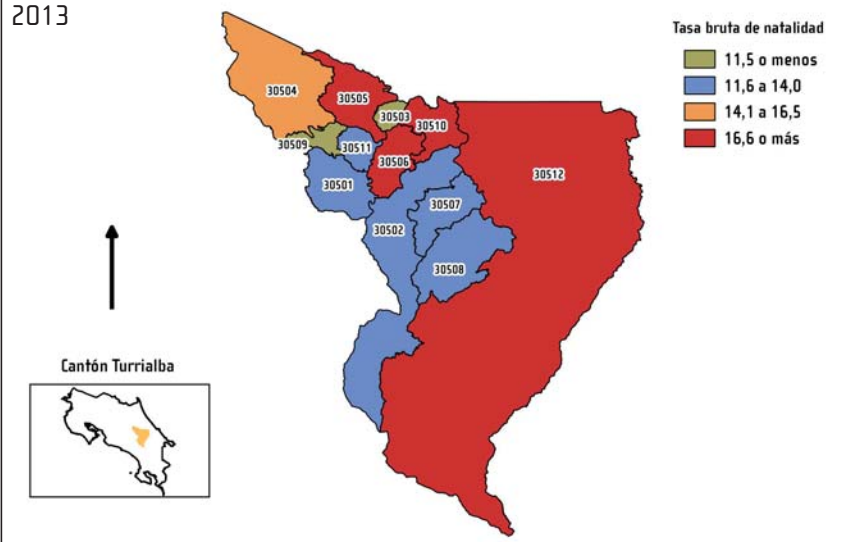 2013
Tasa bruta de natalidad
11,5 o menos
11,6 a 14,0
14,1 a 16,5
16,6 o más
30504
30505
30503
30510
30509
30511
30506
30512
30501
30507
30502
30508
Cantón Turrialba